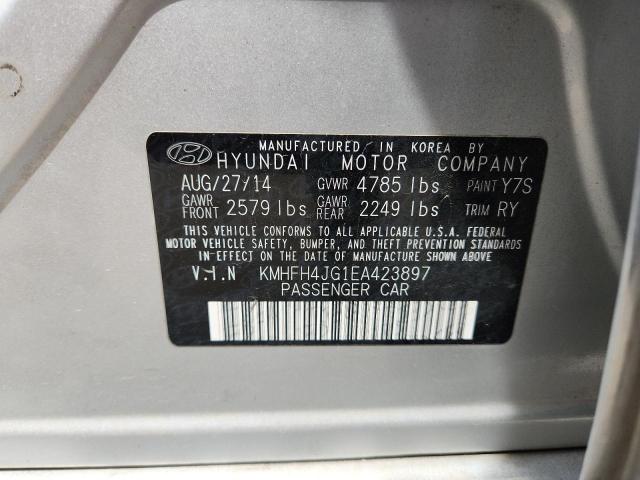 MANUFACTURED IN KOREA BY
HYUNDAI MOTOR COMPANY
AUG/27/14 GVWR 4785 lbs PAINT Y7S
GAWR FRONT 2579 lbs GAWR REAR 2249 lbs TRIM RY
THIS VEHICLE CONFORMS TO ALL APPLICABLE U.S.A. FEDERAL
MOTOR VEHICLE SAFETY, BUMPER, AND THEFT PREVENTION STANDARDS
IN EFFECT ON THE DATE OF MANUFACTURE SHOWN ABOVE.
V.I.N KMHFH4JG1EA423897
PASSENGER CAR